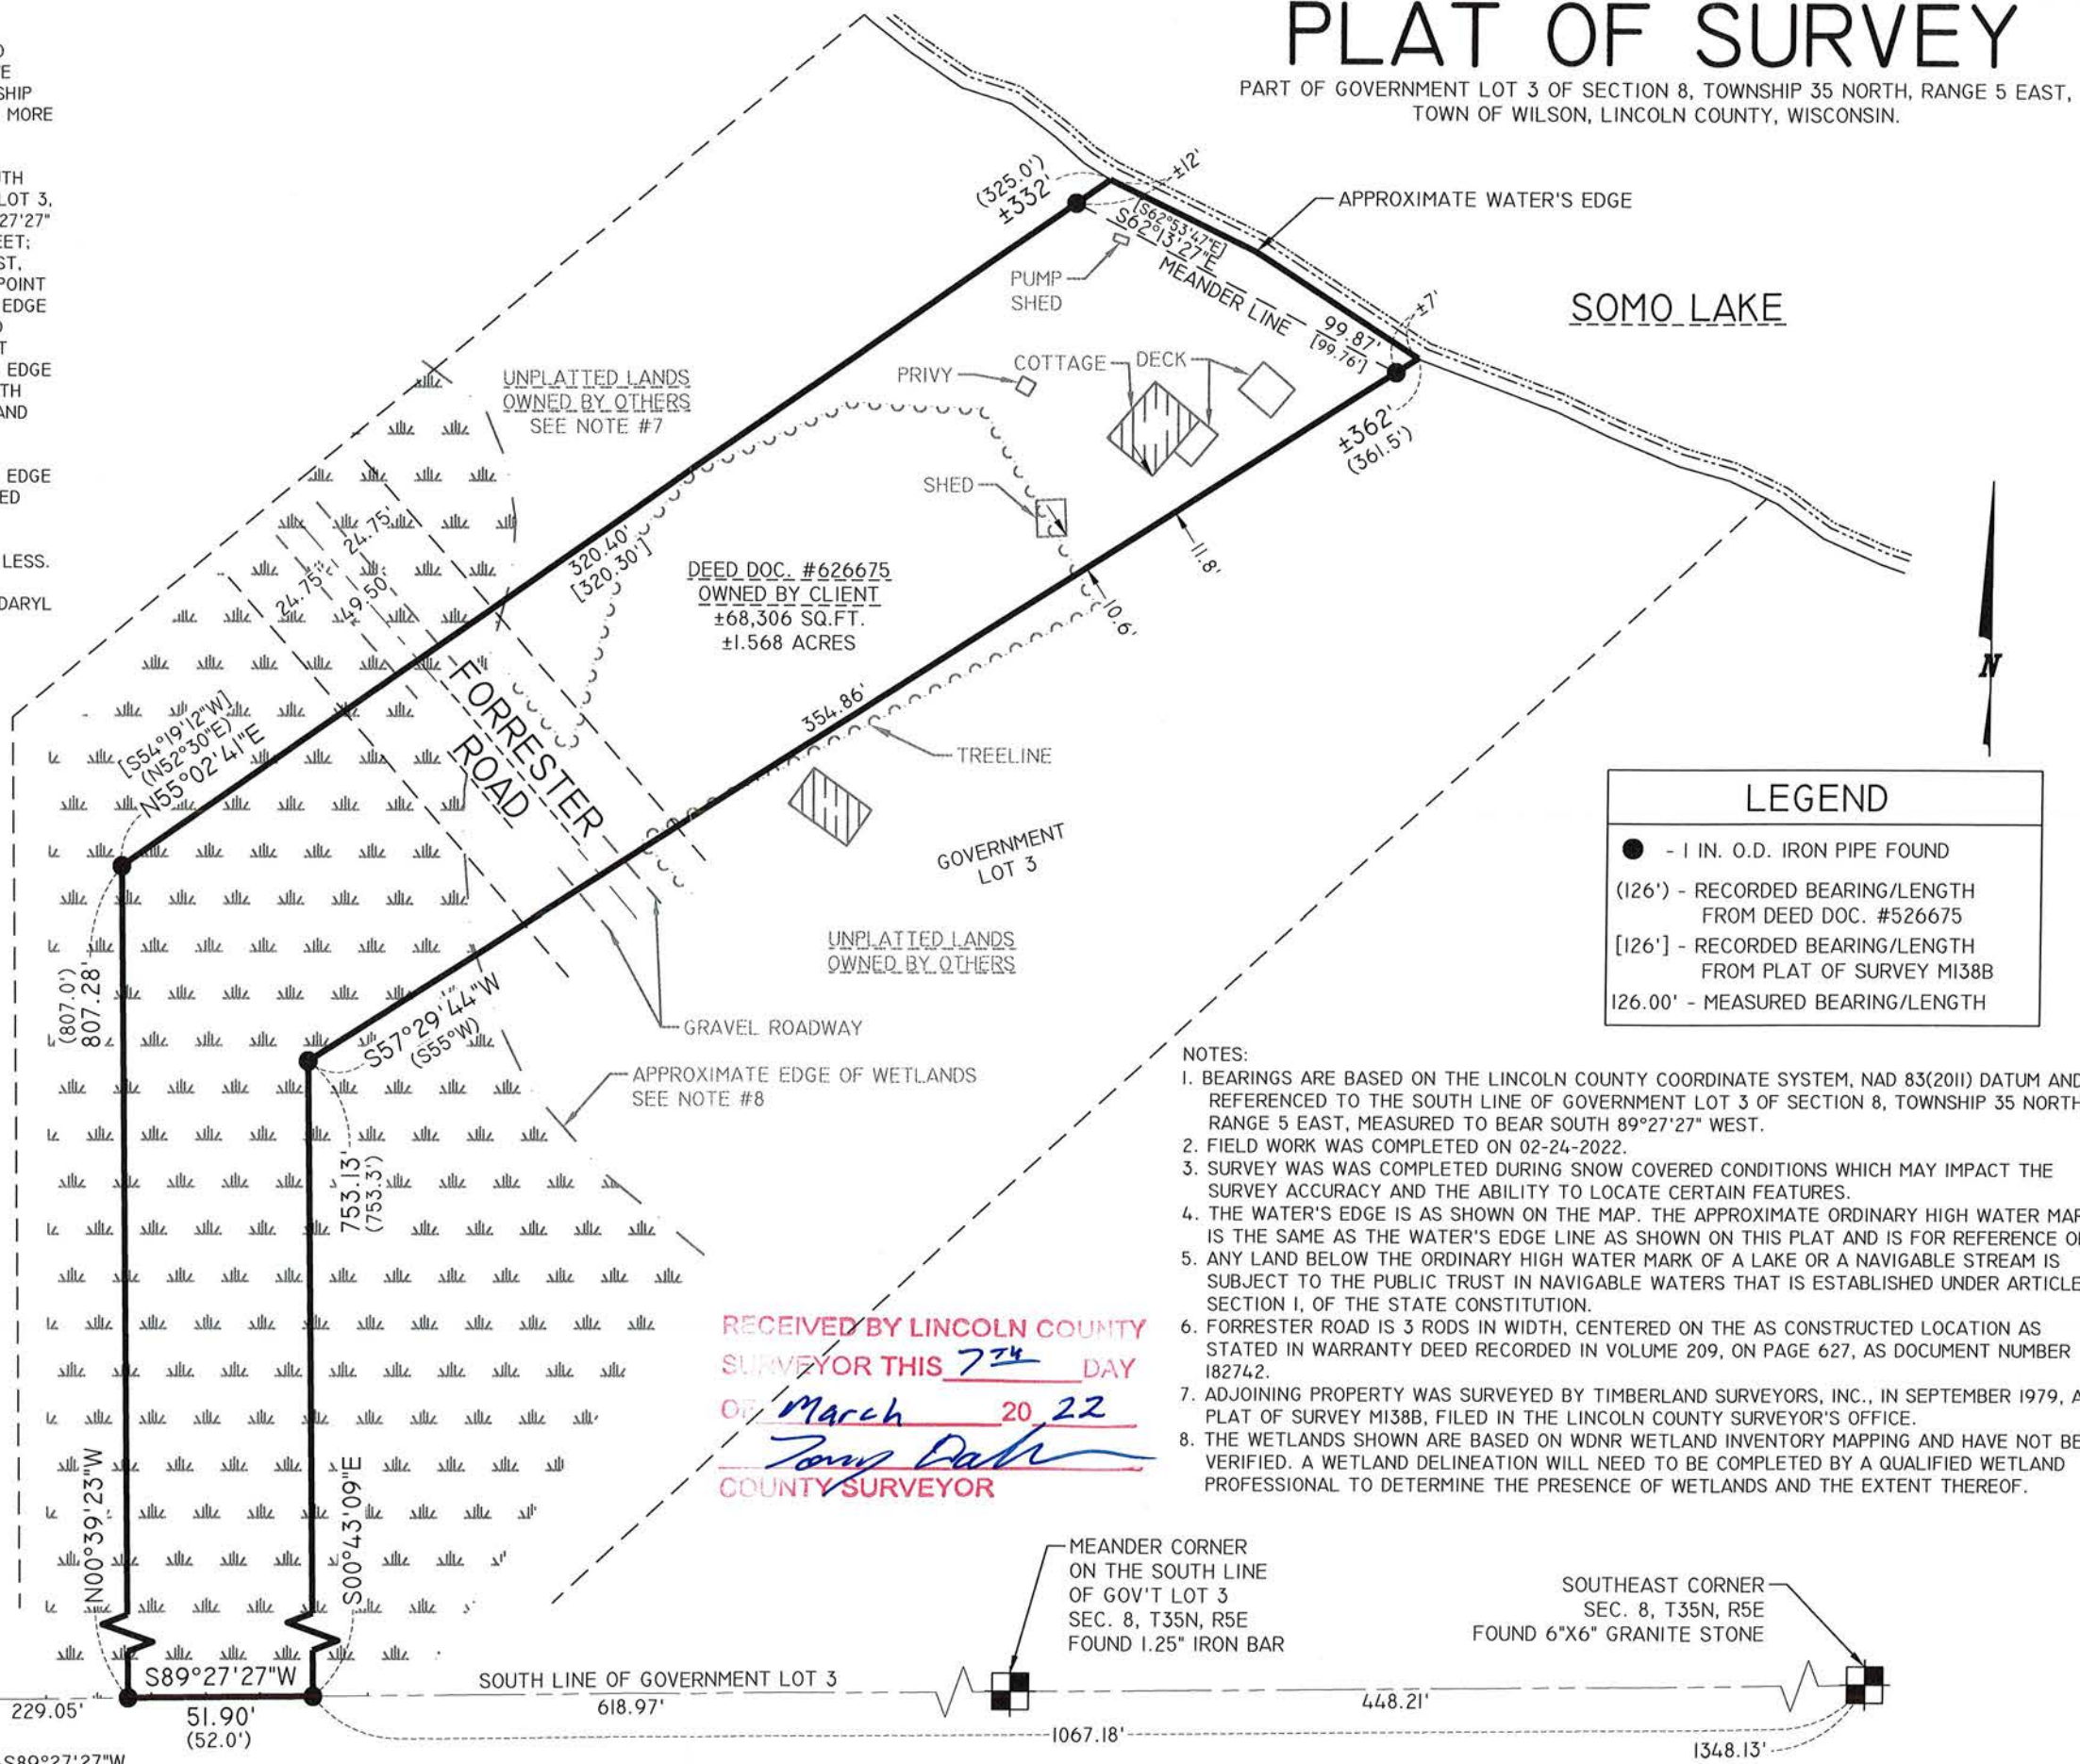 PLAT OF SURVEY
PART OF GOVERNMENT LOT 3 OF SECTION 8, TOWNSHIP 35 NORTH, RANGE 5 EAST,
TOWN OF WILSON, LINCOLN COUNTY, WISCONSIN.
SHIP
MORE
LOT 3,
27'27"
POINT
EDGE
EDGE
AND
EDGE
LESS.
DARYL
(325.0')
±332'
±12'
APPROXIMATE WATER'S EDGE
[S62°53'47"E]
S62°13'27"E
MEANDER LINE
99.87'
[99.76']
±7'
SOMO LAKE
PUMP
SHED
PRIVY
COTTAGE
DECK
±362'
(361.5')
UNPLATTED LANDS
OWNED BY OTHERS
SEE NOTE #7
SHED
24.75'
24.75'
49.50'
320.40'
[320.30']
DEED DOC. #626675
OWNED BY CLIENT
±68,306 SQ.FT.
±1.568 ACRES
11.8'
10.6'
N
354.86'
TREELINE
FORRESTER
ROAD
[S54°19'12"W]
(N52°30"E)
N55°02'41"E
GOVERNMENT
LOT 3
UNPLATTED LANDS
OWNED BY OTHERS
LEGEND
- 1 IN. O.D. IRON PIPE FOUND
(126') - RECORDED BEARING/LENGTH
FROM DEED DOC. #526675
[126'] - RECORDED BEARING/LENGTH
FROM PLAT OF SURVEY M138B
126.00' - MEASURED BEARING/LENGTH
(807.0')
807.28'
S57°29'44"W
(S55°W)
GRAVEL ROADWAY
APPROXIMATE EDGE OF WETLANDS
SEE NOTE #8
753.13'
(753.3')
NOTES:
1. BEARINGS ARE BASED ON THE LINCOLN COUNTY COORDINATE SYSTEM, NAD 83(2011) DATUM AND
REFERENCED TO THE SOUTH LINE OF GOVERNMENT LOT 3 OF SECTION 8, TOWNSHIP 35 NORTH
RANGE 5 EAST, MEASURED TO BEAR SOUTH 89°27'27" WEST.
2. FIELD WORK WAS COMPLETED ON 02-24-2022.
3. SURVEY WAS WAS COMPLETED DURING SNOW COVERED CONDITIONS WHICH MAY IMPACT THE
SURVEY ACCURACY AND THE ABILITY TO LOCATE CERTAIN FEATURES.
4. THE WATER'S EDGE IS AS SHOWN ON THE MAP. THE APPROXIMATE ORDINARY HIGH WATER MAR
IS THE SAME AS THE WATER'S EDGE LINE AS SHOWN ON THIS PLAT AND IS FOR REFERENCE
5. ANY LAND BELOW THE ORDINARY HIGH WATER MARK OF A LAKE OR A NAVIGABLE STREAM IS
SUBJECT TO THE PUBLIC TRUST IN NAVIGABLE WATERS THAT IS ESTABLISHED UNDER ARTICLE
SECTION 1, OF THE STATE CONSTITUTION.
6. FORRESTER ROAD IS 3 RODS IN WIDTH, CENTERED ON THE AS CONSTRUCTED LOCATION AS
STATED IN WARRANTY DEED RECORDED IN VOLUME 209, ON PAGE 627, AS DOCUMENT NUMBER
182742.
7. ADJOINING PROPERTY WAS SURVEYED BY TIMBERLAND SURVEYORS, INC., IN SEPTEMBER 1979, A
PLAT OF SURVEY M138B, FILED IN THE LINCOLN COUNTY SURVEYOR'S OFFICE.
8. THE WETLANDS SHOWN ARE BASED ON WDNR WETLAND INVENTORY MAPPING AND HAVE NOT BE
VERIFIED. A WETLAND DELINEATION WILL NEED TO BE COMPLETED BY A QUALIFIED WETLAND
PROFESSIONAL TO DETERMINE THE PRESENCE OF WETLANDS AND THE EXTENT THEREOF.
RECEIVED BY LINCOLN COUNTY
SURVEYOR THIS 7TH DAY
OF March 20 22
COUNTY SURVEYOR
N00°39'23"W
S00°43'09"E
MEANDER CORNER
ON THE SOUTH LINE
OF GOV'T LOT 3
SEC. 8, T35N, R5E
FOUND 1.25" IRON BAR
SOUTHEAST CORNER
SEC. 8, T35N, R5E
FOUND 6"X6" GRANITE STONE
S89°27'27"W
SOUTH LINE OF GOVERNMENT LOT 3
229.05'
51.90'
(52.0')
618.97'
448.21'
1067.18'
1348.13'
S89°27'27"W